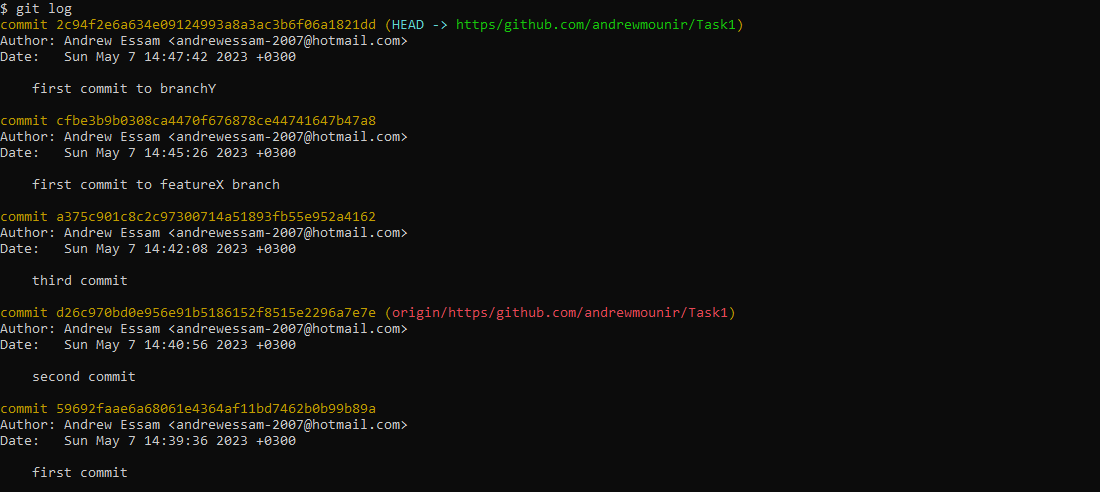 $ git log
commit 2c94f2e6a634e09124993a8a3ac3b6f06a1821dd (HEAD -> https/github.com/andrewmounir/Task1)
Author: Andrew Essam <andrewessam-2007@hotmail.com>
Date:   Sun May 7 14:47:42 2023 +0300
first commit to branchY
commit cfbe3b9b0308ca4470f676878ce44741647b47a8
Author: Andrew Essam <andrewessam-2007@hotmail.com>
Date:   Sun May 7 14:45:26 2023 +0300
first commit to featureX branch
commit a375c901c8c2c97300714a51893fb55e952a4162
Author: Andrew Essam <andrewessam-2007@hotmail.com>
Date:   Sun May 7 14:42:08 2023 +0300
third commit
commit d26c970bd0e956e91b5186152f8515e2296a7e7e (origin/https/github.com/andrewmounir/Task1)
Author: Andrew Essam <andrewessam-2007@hotmail.com>
Date:   Sun May 7 14:40:56 2023 +0300
second commit
commit 59692faae6a68061e4364af11bd7462b0b99b89a
Author: Andrew Essam <andrewessam-2007@hotmail.com>
Date:   Sun May 7 14:39:36 2023 +0300
first commit